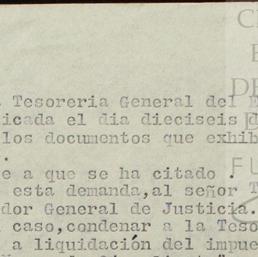 Tesoreria General del E
icada el dia dieciseis d
los documentos que exhib
.
e a que se ha citado .
esta demanda,al señor T
dor General de Justicia.
caso,condenar a la Teso
a liquidación del impue